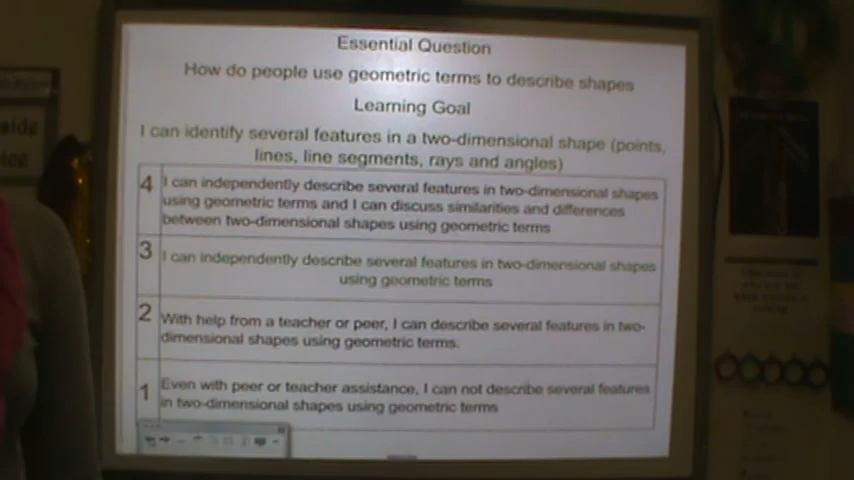 Essential Question
How do people use geometric terms to describe shapes
Learning Goal
I can identify several features in a two-dimensional shape (points,
lines, line segments, rays and angles)
4
I can independently describe several features in two-dimensional shapes
using geometric terms and I can discuss similarities and differences
between two-dimensional shapes using geometric terms
3
I can independently describe several features in two-dimensional shapes
using geometric terms
2
With help from a teacher or peer, I can describe several features in two-
dimensional shapes using geometric terms.
1
Even with peer or teacher assistance, I can not describe several features
in two-dimensional shapes using geometric terms